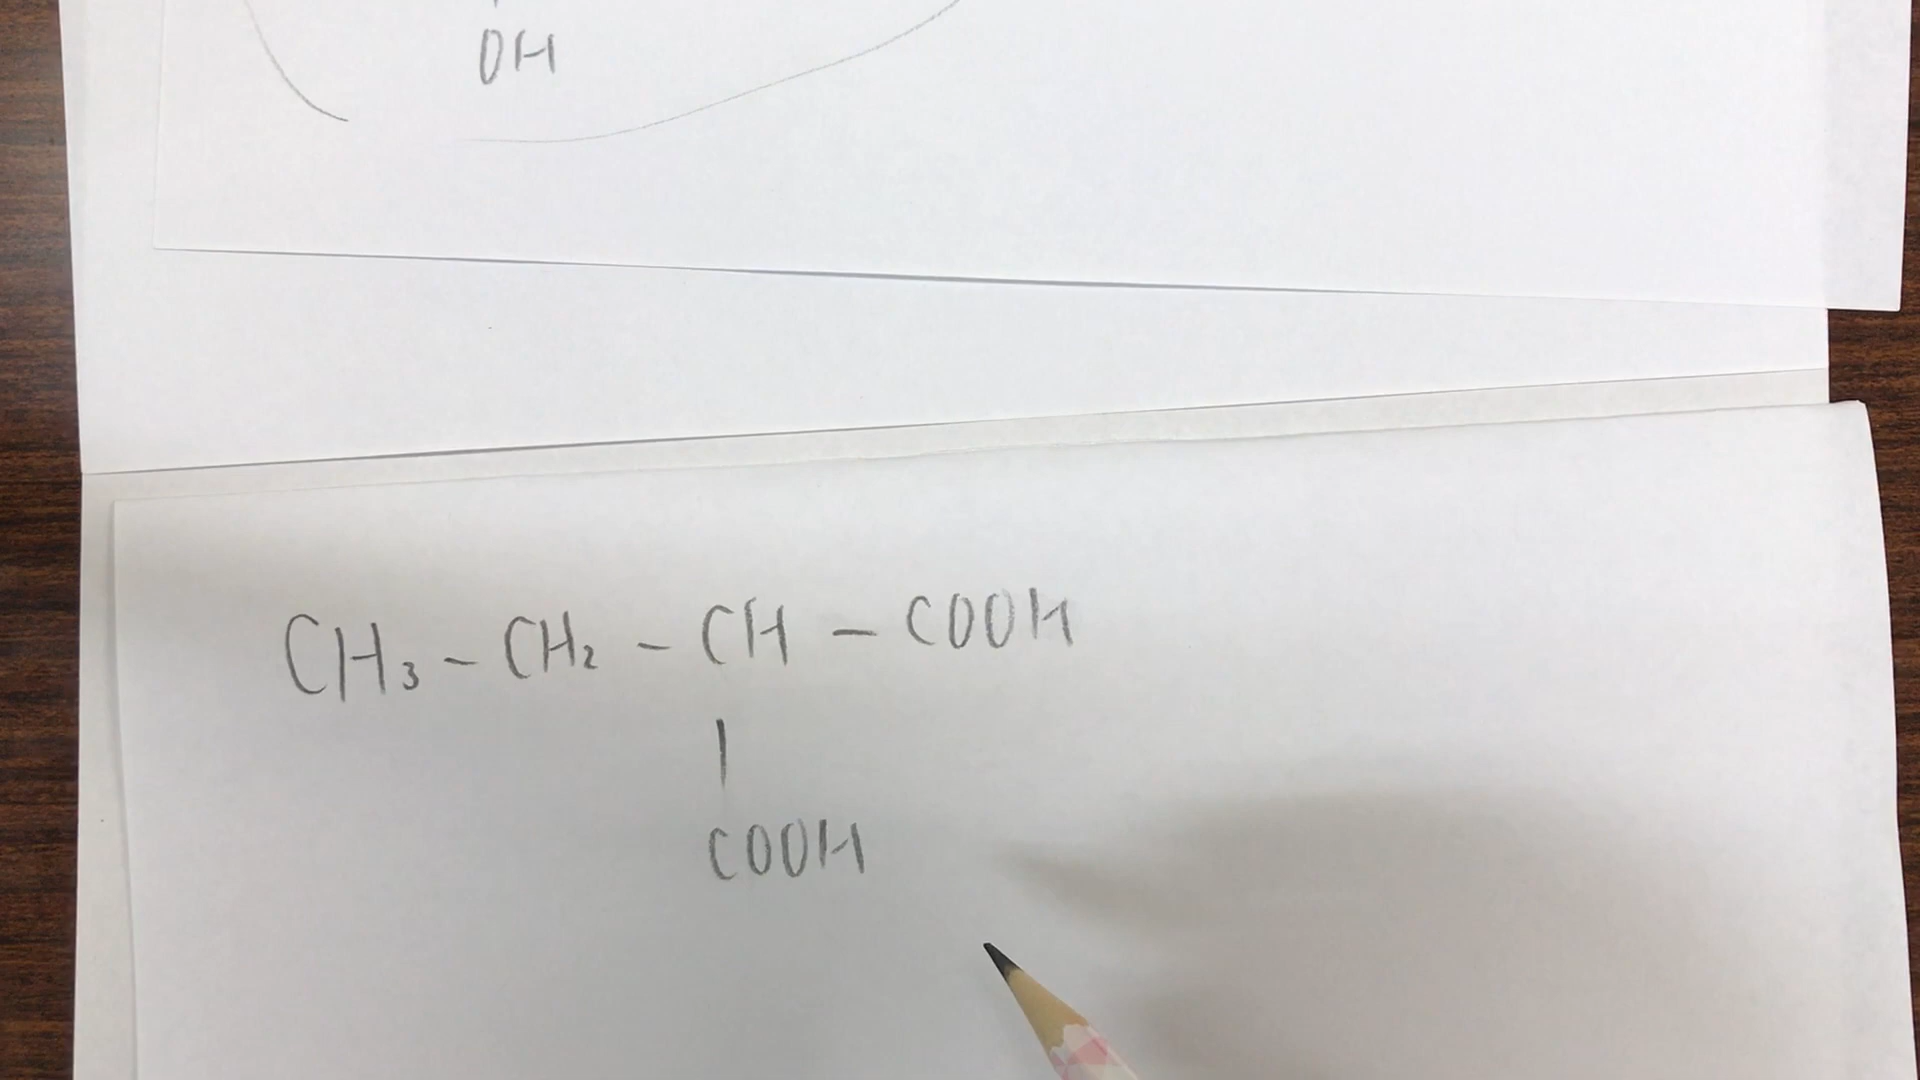 OH
CH₃ - CH₂ - CH - COOH
|
COOH